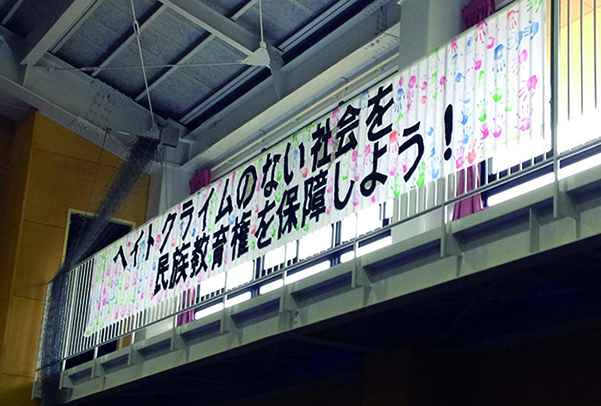 ヘイトクライムのない社会を
民族教育権を保障しよう！